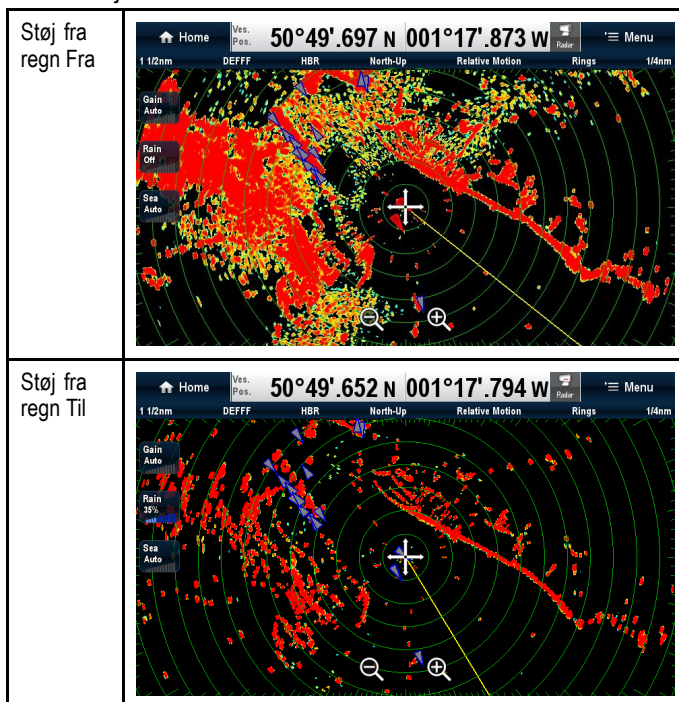 Støj fra
regn Fra
Home
Ves.
Pos.
50°49'.697 N 001°17'.873 W
Radar
Menu
1 1/2nm DEFFF HBR North-Up Relative Motion Rings 1/4nm
Gain
Auto
Rain
Off
Sea
Auto
Støj fra
regn Til
Home
Ves.
Pos.
50°49'.652 N 001°17'.794 W
Radar
Menu
1 1/2nm DEFFF HBR North-Up Relative Motion Rings 1/4nm
Gain
Auto
Rain
35%
Sea
Auto